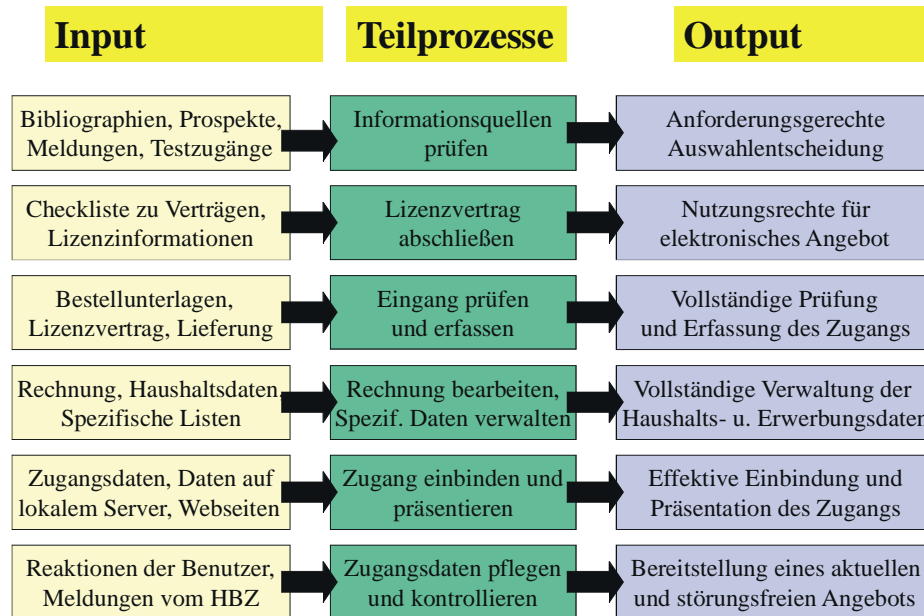 Input
Teilprozesse
Output
Bibliographien, Prospekte,
Meldungen, Testzugänge
Informationsquellen
prüfen
Anforderungsgerechte
Auswahlentscheidung
Checkliste zu Verträgen,
Lizenzinformationen
Lizenzvertrag
abschließen
Nutzungsrechte für
elektronisches Angebot
Bestellunterlagen,
Lizenzvertrag, Lieferung
Eingang prüfen
und erfassen
Vollständige Prüfung
und Erfassung des Zugangs
Rechnung, Haushaltsdaten,
Spezifische Listen
Rechnung bearbeiten,
Spezif. Daten verwalten
Vollständige Verwaltung der
Haushalts- u. Erwerbungsdaten
Zugangsdaten, Daten auf
lokalem Server, Webseiten
Zugang einbinden und
präsentieren
Effektive Einbindung und
Präsentation des Zugangs
Reaktionen der Benutzer,
Meldungen vom HBZ
Zugangsdaten pflegen
und kontrollieren
Bereitstellung eines aktuellen
und störungsfreien Angebots